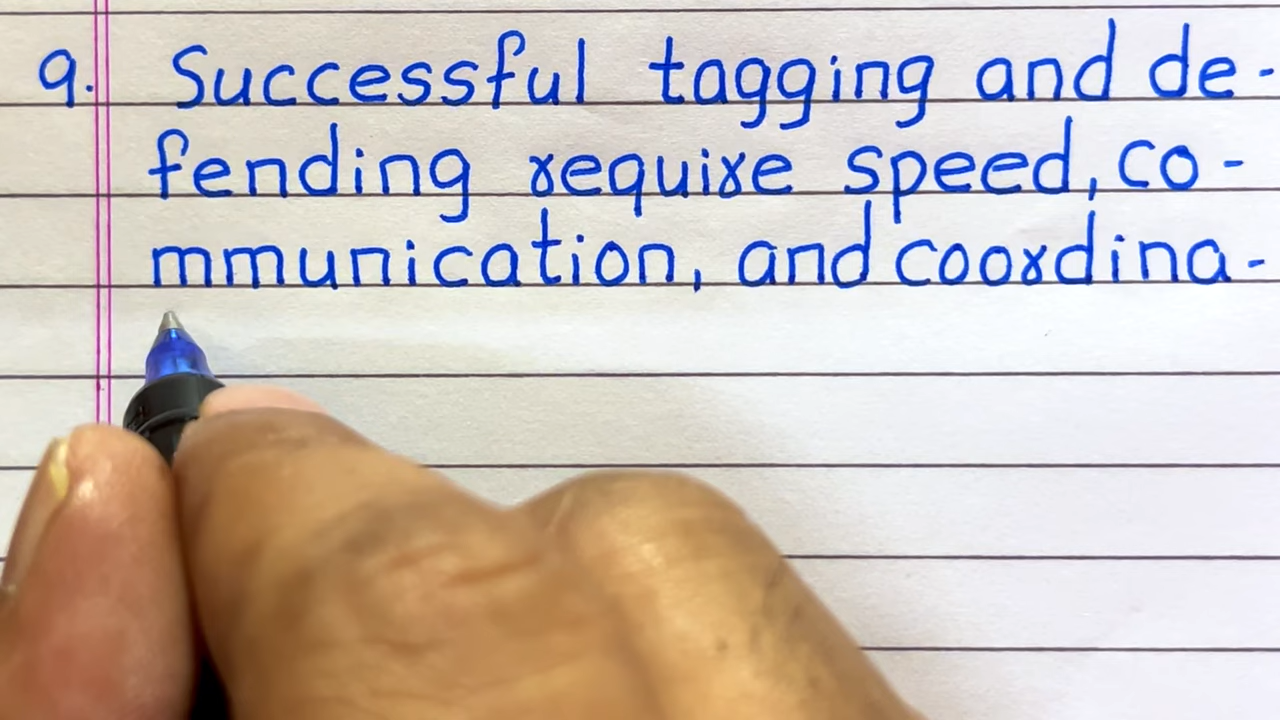 9. Successful tagging and de-
fending require speed, co-
mmunication, and coordina-